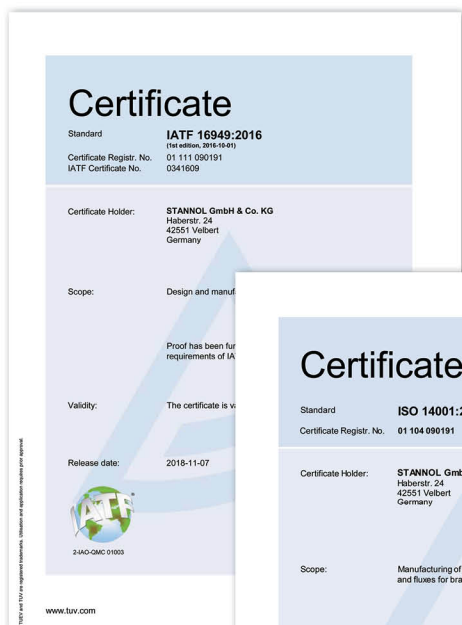 Certificate
Standard IATF 16949:2016
(1st edition, 2016-10-01)
Certificate Registr. No. 01 111 090191
IATF Certificate No. 0341609
Certificate Holder: STANNOL GmbH & Co. KG
Haberstr. 24
42551 Velbert
Germany
Scope: Design and manuf
Proof has been fur
requirements of IA
Validity: The certificate is va
Release date: 2018-11-07
IATF
2-IAO-QMC 01003
www.tuv.com
TUEV and TUV are registered trademarks. Utilisation and application requires prior approval.
Certificate
Standard ISO 14001:2
Certificate Registr. No. 01 104 090191
Certificate Holder: STANNOL Gmb
Haberstr. 24
42551 Velbert
Germany
Scope: Manufacturing of
and fluxes for bra